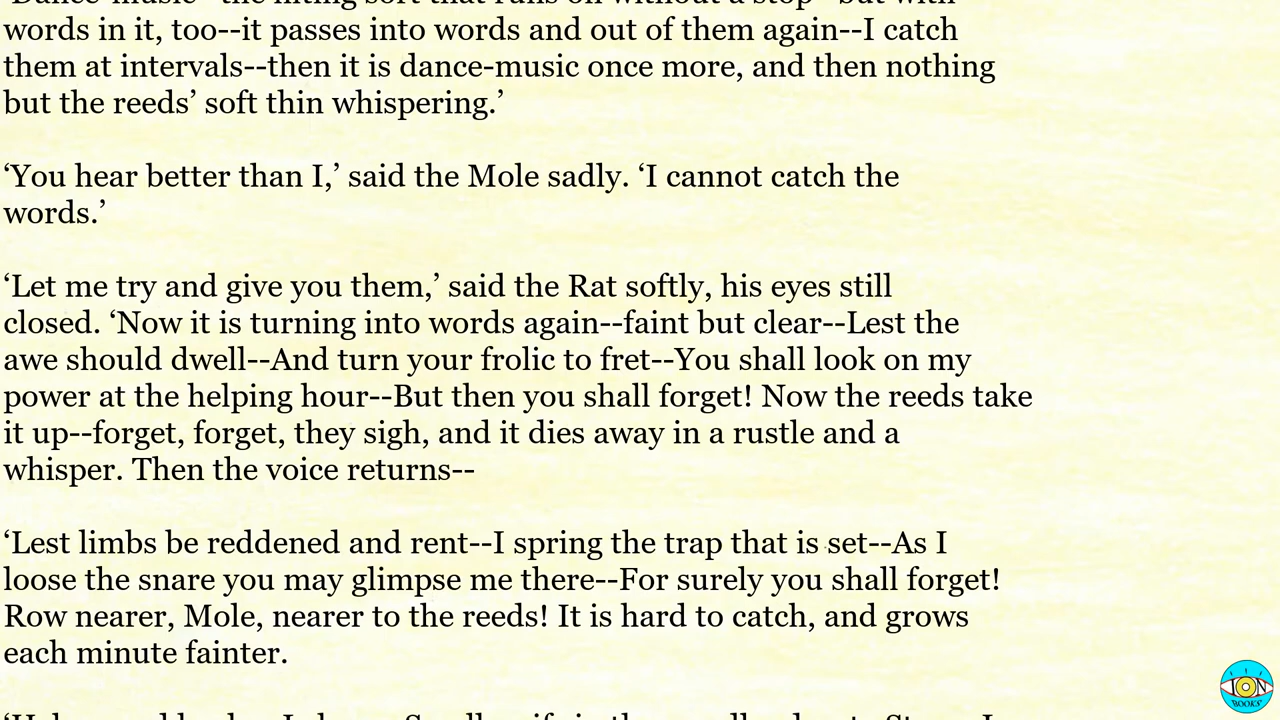 words in it, too--it passes into words and out of them again--I catch
them at intervals--then it is dance-music once more, and then nothing
but the reeds’ soft thin whispering.’
‘You hear better than I,’ said the Mole sadly. ‘I cannot catch the
words.’
‘Let me try and give you them,’ said the Rat softly, his eyes still
closed. ‘Now it is turning into words again--faint but clear--Lest the
awe should dwell--And turn your frolic to fret--You shall look on my
power at the helping hour--But then you shall forget! Now the reeds take
it up--forget, forget, they sigh, and it dies away in a rustle and a
whisper. Then the voice returns--
‘Lest limbs be reddened and rent--I spring the trap that is set--As I
loose the snare you may glimpse me there--For surely you shall forget!
Row nearer, Mole, nearer to the reeds! It is hard to catch, and grows
each minute fainter.
ION
BOOKS